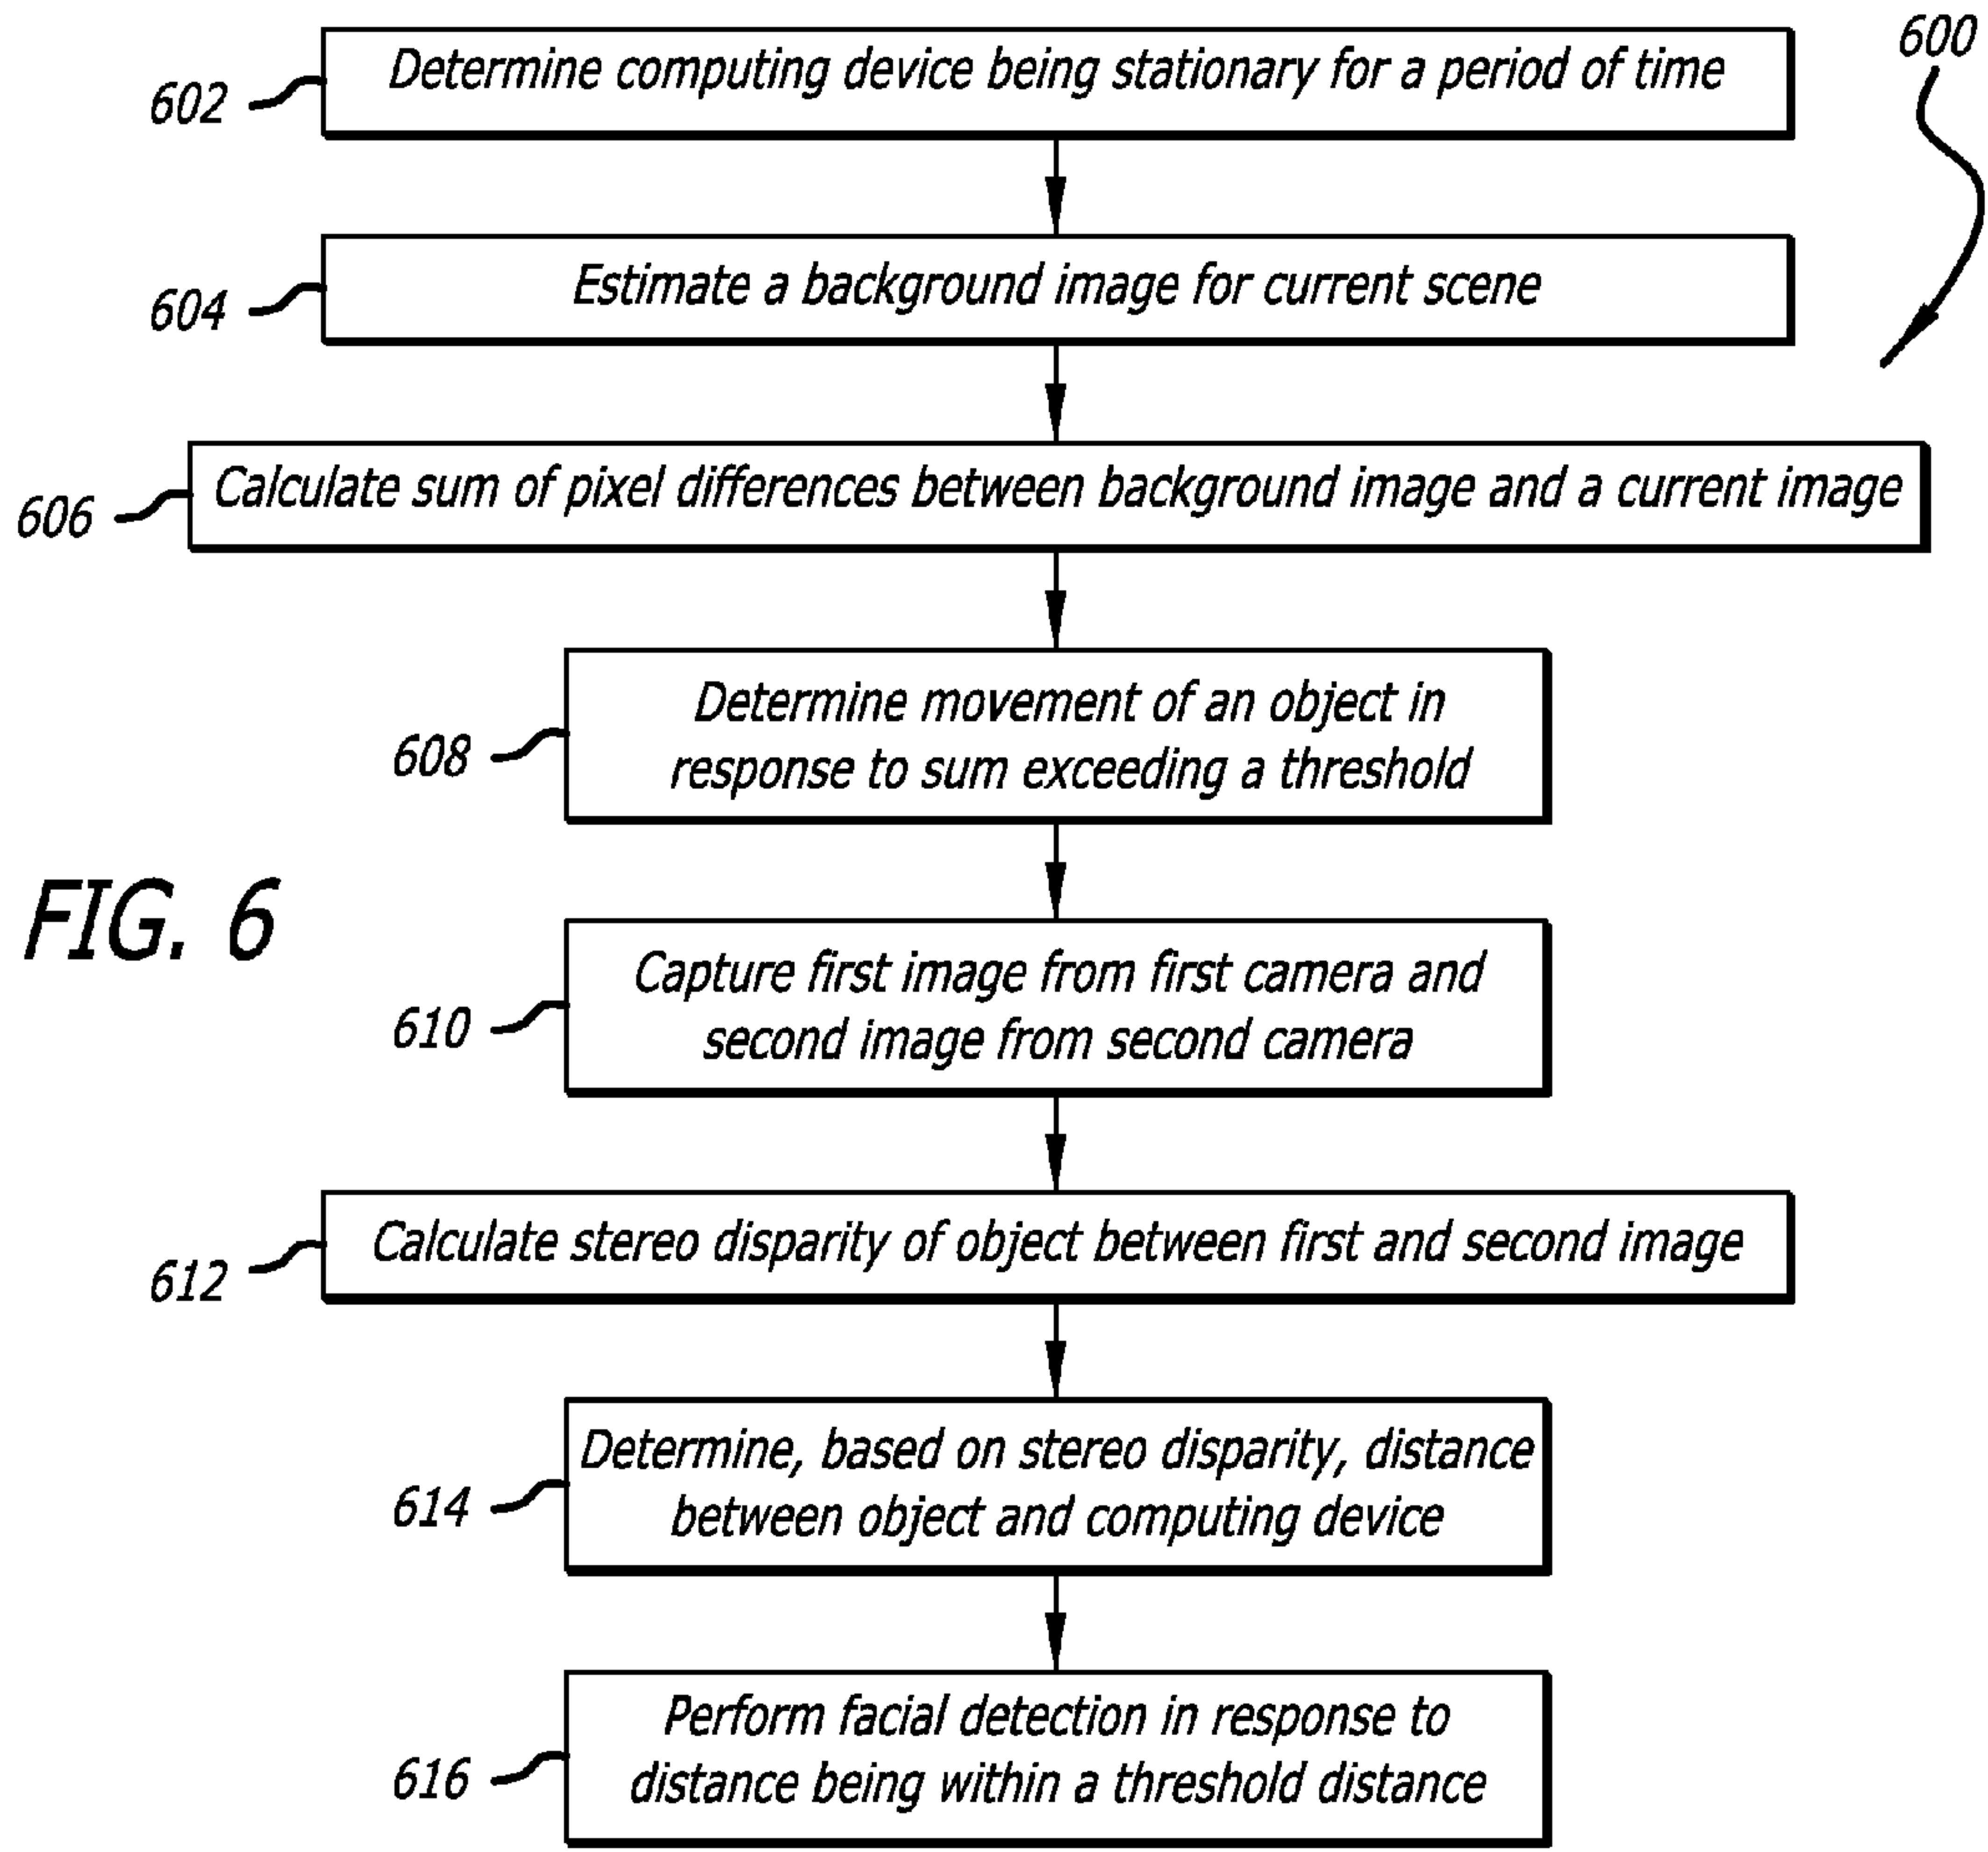 600
602
Determine computing device being stationary for a period of time
604
Estimate a background image for current scene
606
Calculate sum of pixel differences between background image and a current image
608
Determine movement of an object in
response to sum exceeding a threshold
FIG. 6
610
Capture first image from first camera and
second image from second camera
612
Calculate stereo disparity of object between first and second image
614
Determine, based on stereo disparity, distance
between object and computing device
616
Perform facial detection in response to
distance being within a threshold distance